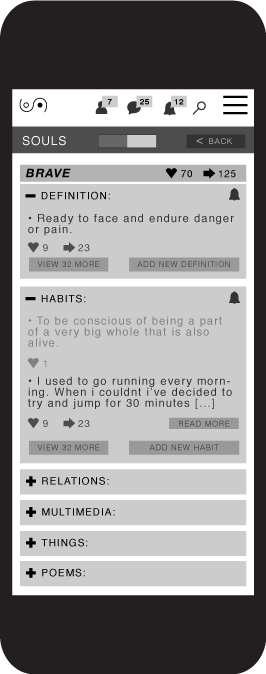 7 25 12
SOULS < BACK
BRAVE 70 125
DEFINITION:
• Ready to face and endure danger
or pain.
9 23
VIEW 32 MORE ADD NEW DEFINITION
HABITS:
• To be conscious of being a part
of a very big whole that is also
alive.
1
• I used to go running every morn-
ing. When i couldnt i've decided to
try and jump for 30 minutes [...]
9 23 READ MORE
VIEW 32 MORE ADD NEW HABIT
RELATIONS:
MULTIMEDIA:
THINGS:
POEMS: